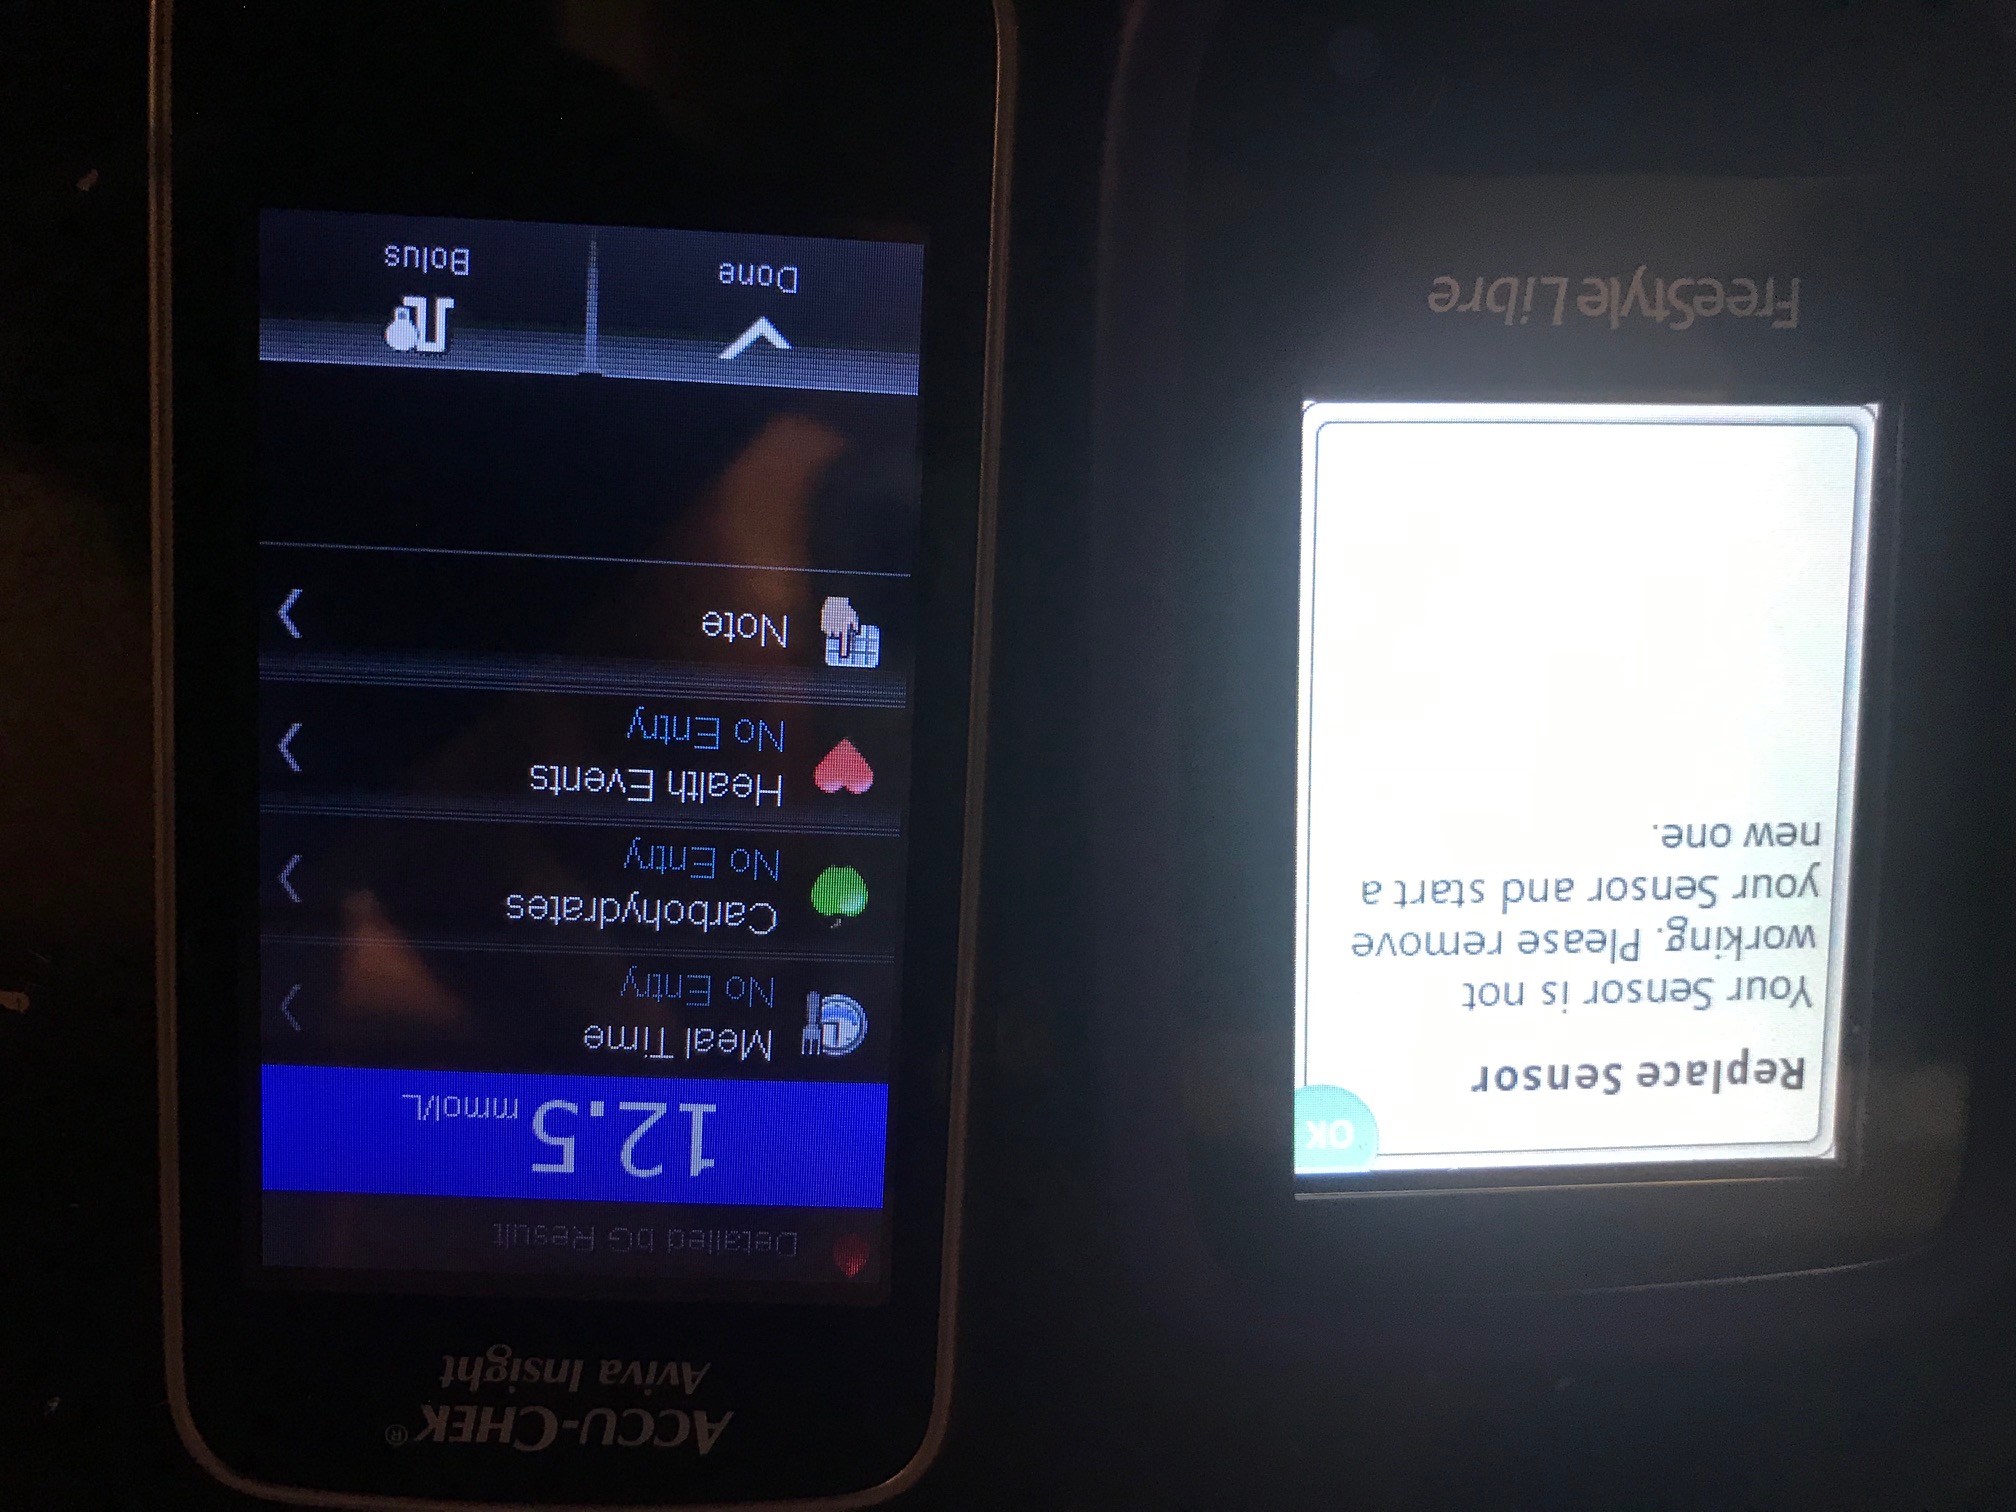 ACCU-CHEK®
Aviva Insight
Detailed bG Result
12.5 mmol/L
Meal Time
No Entry
Carbohydrates
No Entry
Health Events
No Entry
Note
Done
Bolus
OK
Replace Sensor
Your Sensor is not
working. Please remove
your Sensor and start a
new one.
FreeStyle Libre